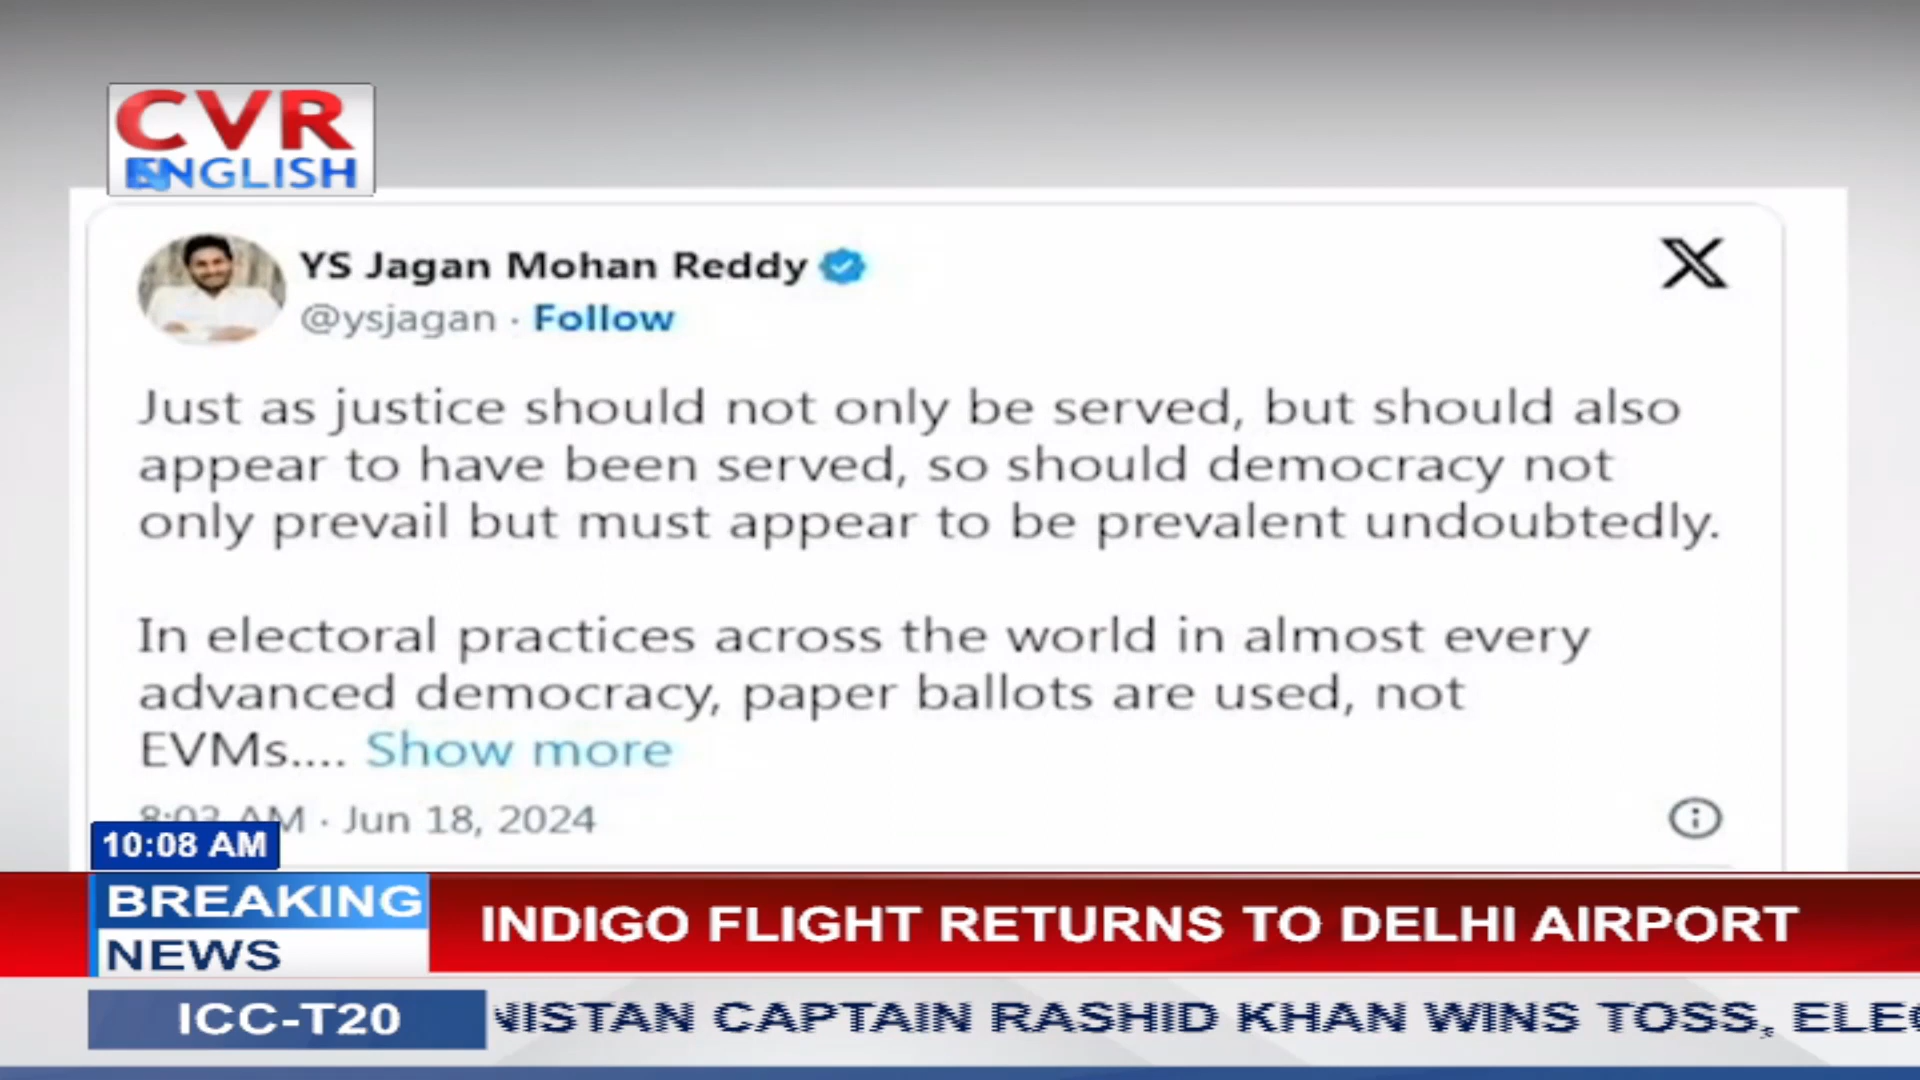 CVR
ENGLISH
YS Jagan Mohan Reddy
@ysjagan · Follow
Just as justice should not only be served, but should also
appear to have been served, so should democracy not
only prevail but must appear to be prevalent undoubtedly.
In electoral practices across the world in almost every
advanced democracy, paper ballots are used, not
EVMs.... Show more
8:03 AM · Jun 18, 2024
10:08 AM
BREAKING
NEWS
INDIGO FLIGHT RETURNS TO DELHI AIRPORT
ICC-T20
CAPTAIN RASHID KHAN WINS TOSS,